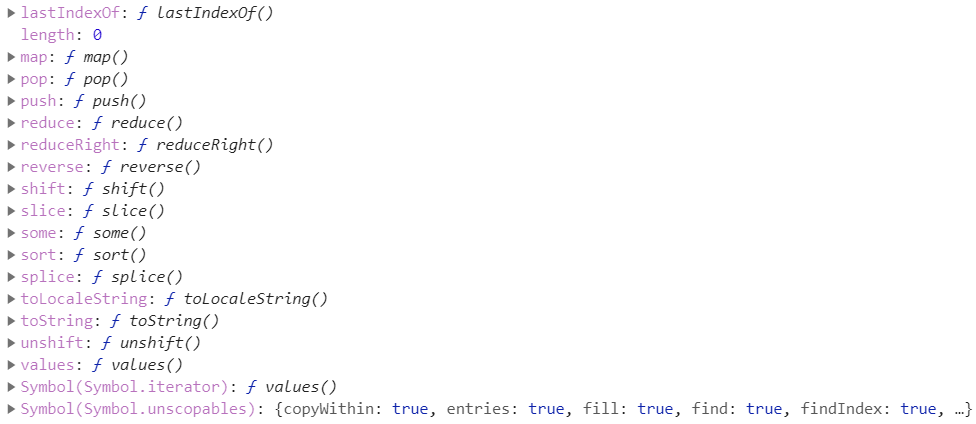 ▶ lastIndexOf: ƒ lastIndexOf()
length: 0
▶ map: ƒ map()
▶ pop: ƒ pop()
▶ push: ƒ push()
▶ reduce: ƒ reduce()
▶ reduceRight: ƒ reduceRight()
▶ reverse: ƒ reverse()
▶ shift: ƒ shift()
▶ slice: ƒ slice()
▶ some: ƒ some()
▶ sort: ƒ sort()
▶ splice: ƒ splice()
▶ toLocaleString: ƒ toLocaleString()
▶ toString: ƒ toString()
▶ unshift: ƒ unshift()
▶ values: ƒ values()
▶ Symbol(Symbol.iterator): ƒ values()
▶ Symbol(Symbol.unscopables): {copyWithin: true, entries: true, fill: true, find: true, findIndex: true, …}